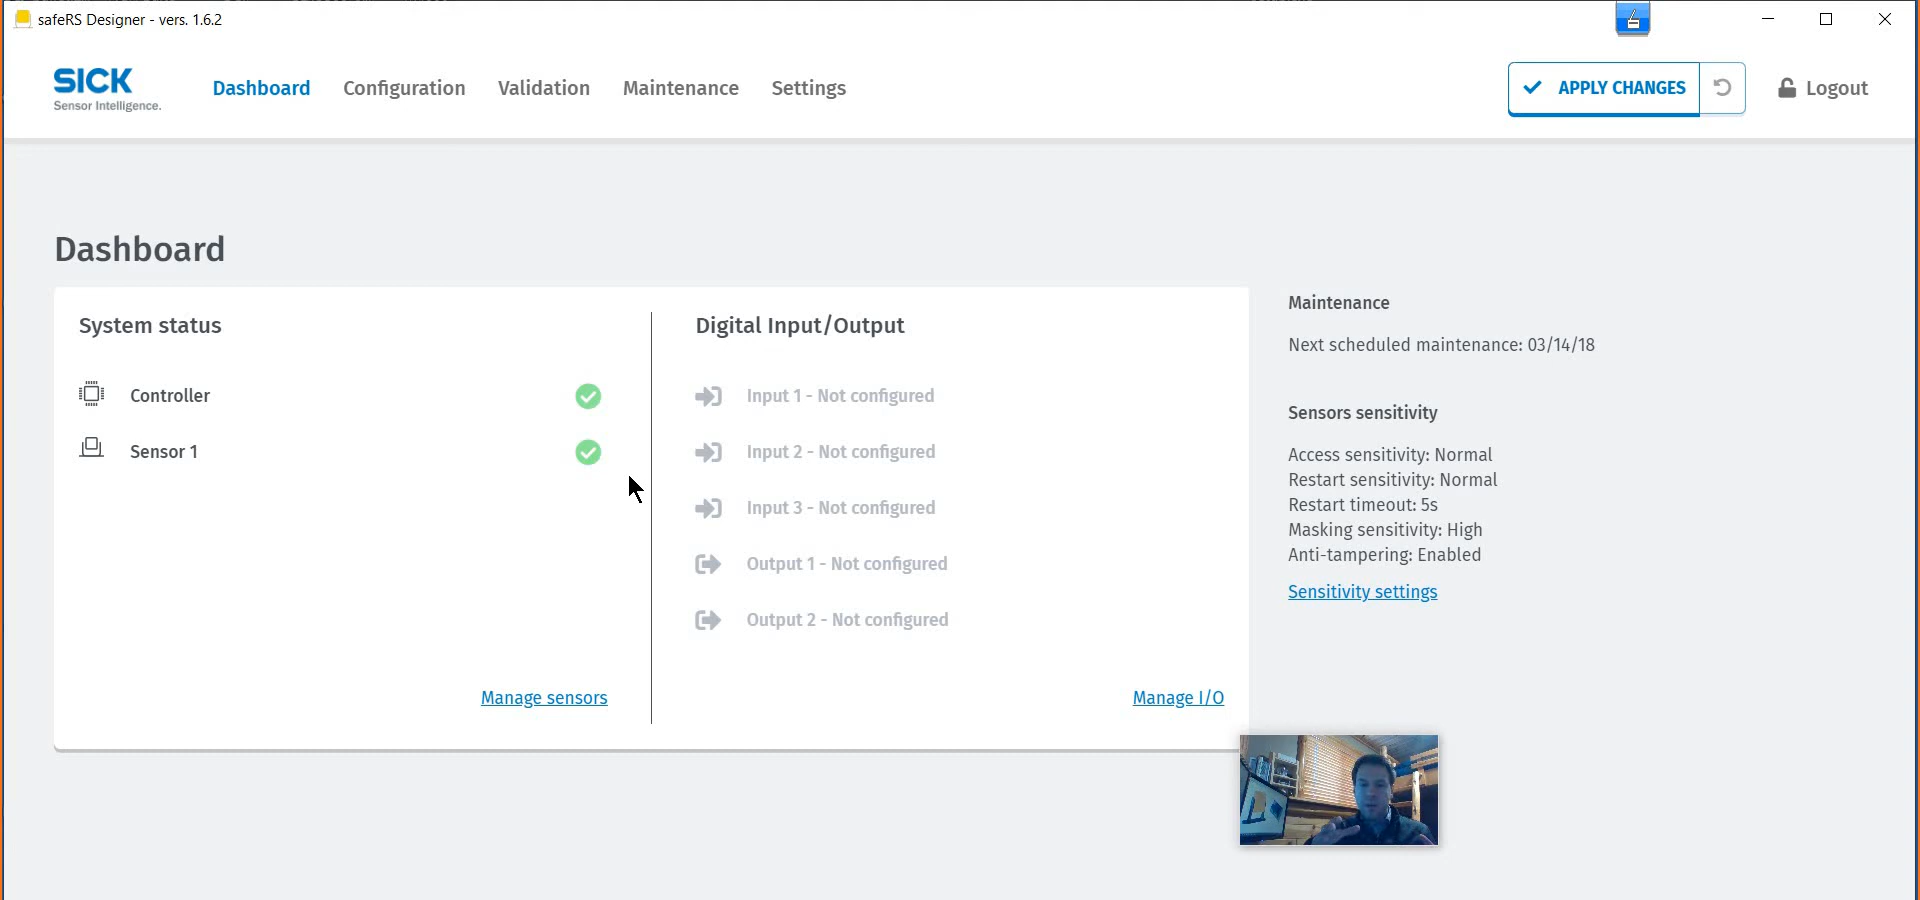 safeRS Designer - vers. 1.6.2
SICK
Sensor Intelligence.
Dashboard
Configuration
Validation
Maintenance
Settings
APPLY CHANGES
Logout
Dashboard
System status
Controller
Sensor 1
Manage sensors
Digital Input/Output
Input 1 - Not configured
Input 2 - Not configured
Input 3 - Not configured
Output 1 - Not configured
Output 2 - Not configured
Manage I/O
Maintenance
Next scheduled maintenance: 03/14/18
Sensors sensitivity
Access sensitivity: Normal
Restart sensitivity: Normal
Restart timeout: 5s
Masking sensitivity: High
Anti-tampering: Enabled
Sensitivity settings